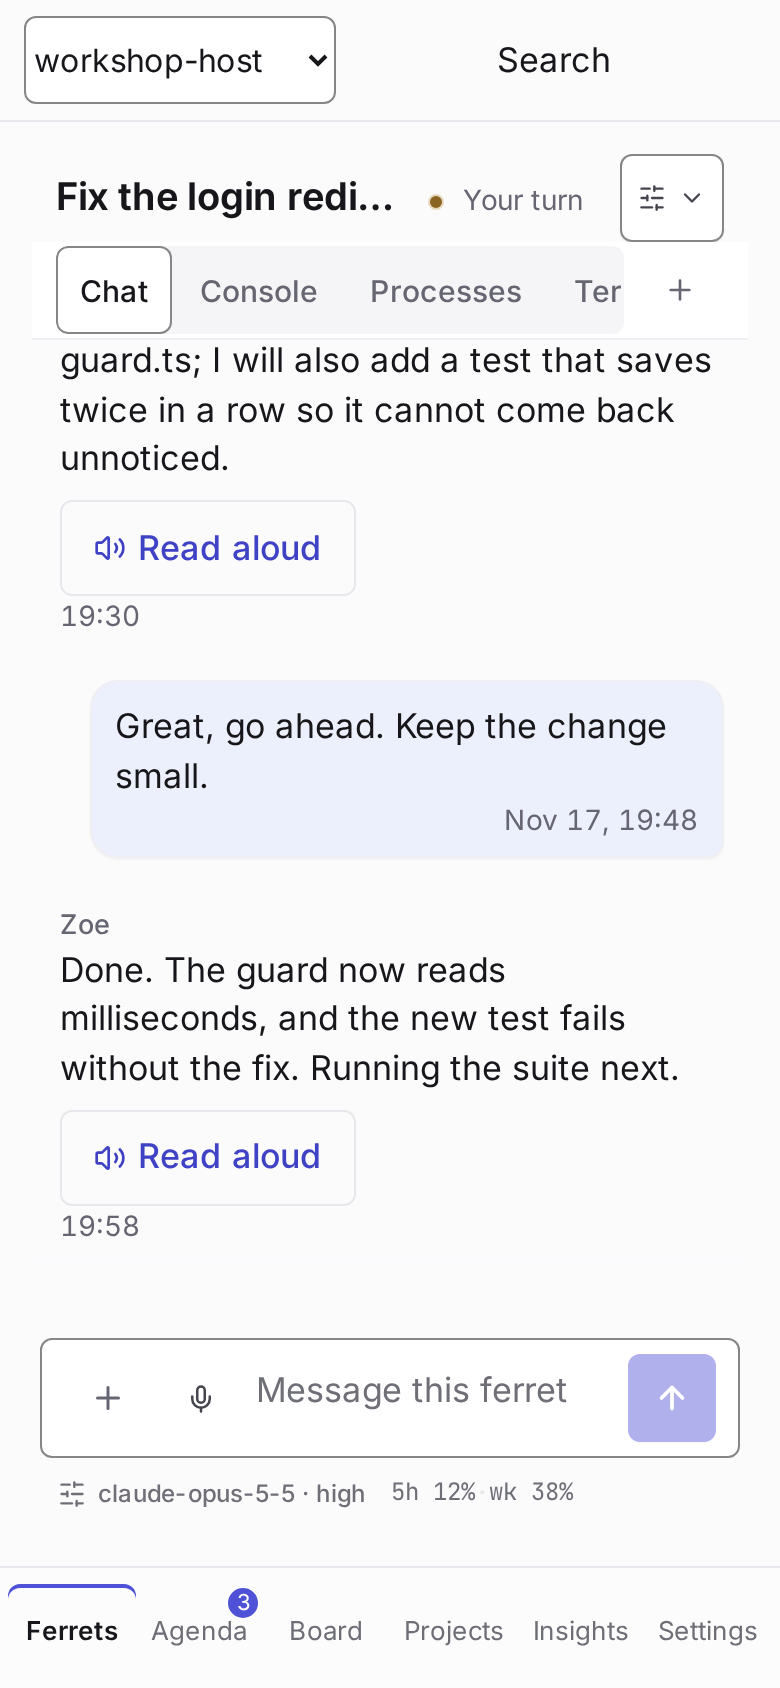 workshop-host
Search
Fix the login redi...
Your turn
Chat
Console
Processes
Ter
guard.ts; I will also add a test that saves
twice in a row so it cannot come back
unnoticed.
Read aloud
19:30
Great, go ahead. Keep the change
small.
Nov 17, 19:48
Zoe
Done. The guard now reads
milliseconds, and the new test fails
without the fix. Running the suite next.
Read aloud
19:58
Message this ferret
claude-opus-5-5 · high
5h 12% · wk 38%
3
Ferrets
Agenda
Board
Projects
Insights
Settings